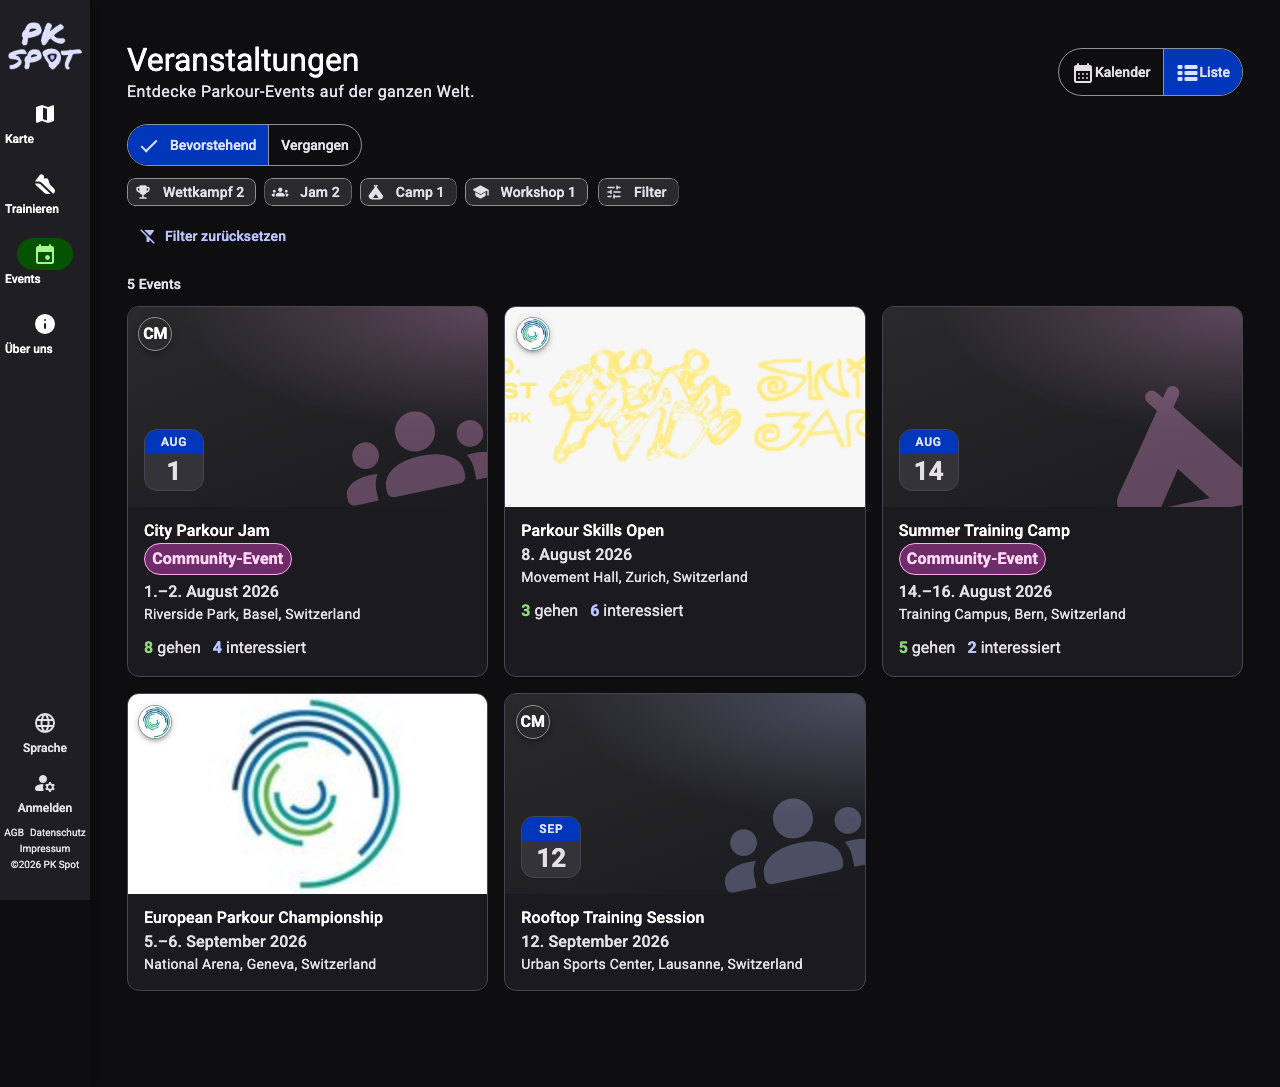 PK
SPOT
Karte
Trainieren
Events
Über uns
Sprache
Anmelden
AGB Datenschutz
Impressum
©2026 PK Spot
Veranstaltungen
Entdecke Parkour-Events auf der ganzen Welt.
Kalender
Liste
Bevorstehend
Vergangen
Wettkampf 2
Jam 2
Camp 1
Workshop 1
Filter
Filter zurücksetzen
5 Events
CM
AUG
1
City Parkour Jam
Community-Event
1.–2. August 2026
Riverside Park, Basel, Switzerland
8 gehen 4 interessiert
Parkour Skills Open
8. August 2026
Movement Hall, Zurich, Switzerland
3 gehen 6 interessiert
AUG
14
Summer Training Camp
Community-Event
14.–16. August 2026
Training Campus, Bern, Switzerland
5 gehen 2 interessiert
European Parkour Championship
5.–6. September 2026
National Arena, Geneva, Switzerland
CM
SEP
12
Rooftop Training Session
12. September 2026
Urban Sports Center, Lausanne, Switzerland